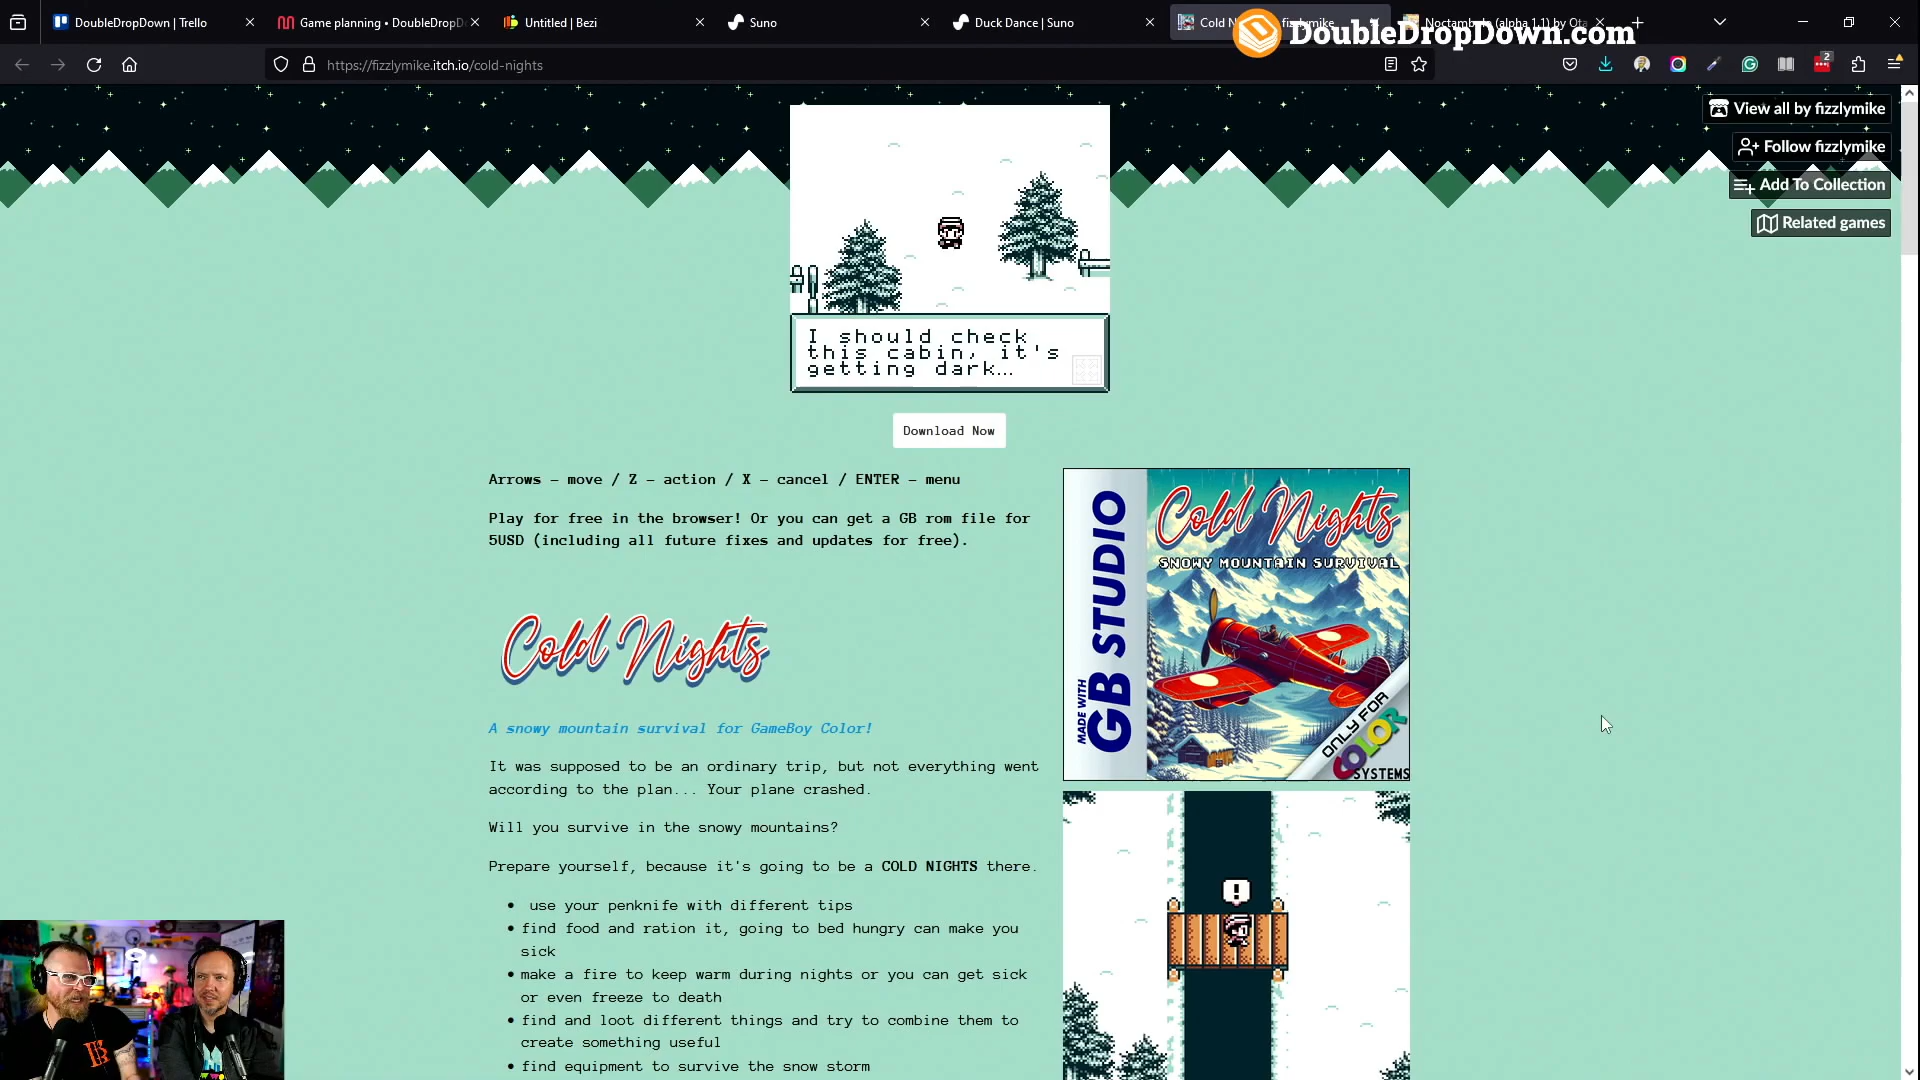 DoubleDropDown | Trello
Game planning • DoubleDropD
Untitled | Bezi
Suno
Duck Dance | Suno
Cold N
fizzlymike
Noctambulo (alpha 1.1) by Ota
DoubleDropDown.com
https://fizzlymike.itch.io/cold-nights
2
View all by fizzlymike
Follow fizzlymike
Add To Collection
Related games
I should check
this cabin, it's
getting dark...
Download Now
Arrows - move / Z - action / X - cancel / ENTER - menu
Play for free in the browser! Or you can get a GB rom file for
5USD (including all future fixes and updates for free).
Cold Nights
A snowy mountain survival for GameBoy Color!
It was supposed to be an ordinary trip, but not everything went
according to the plan... Your plane crashed.
Will you survive in the snowy mountains?
Prepare yourself, because it's going to be a COLD NIGHTS there.
• use your penknife with different tips
• find food and ration it, going to bed hungry can make you
sick
• make a fire to keep warm during nights or you can get sick
or even freeze to death
• find and loot different things and try to combine them to
create something useful
• find equipment to survive the snow storm
MADE WITH
GB STUDIO
Cold Nights
SNOWY MOUNTAIN SURVIVAL
ONLY FOR
COLOR
SYSTEMS
!